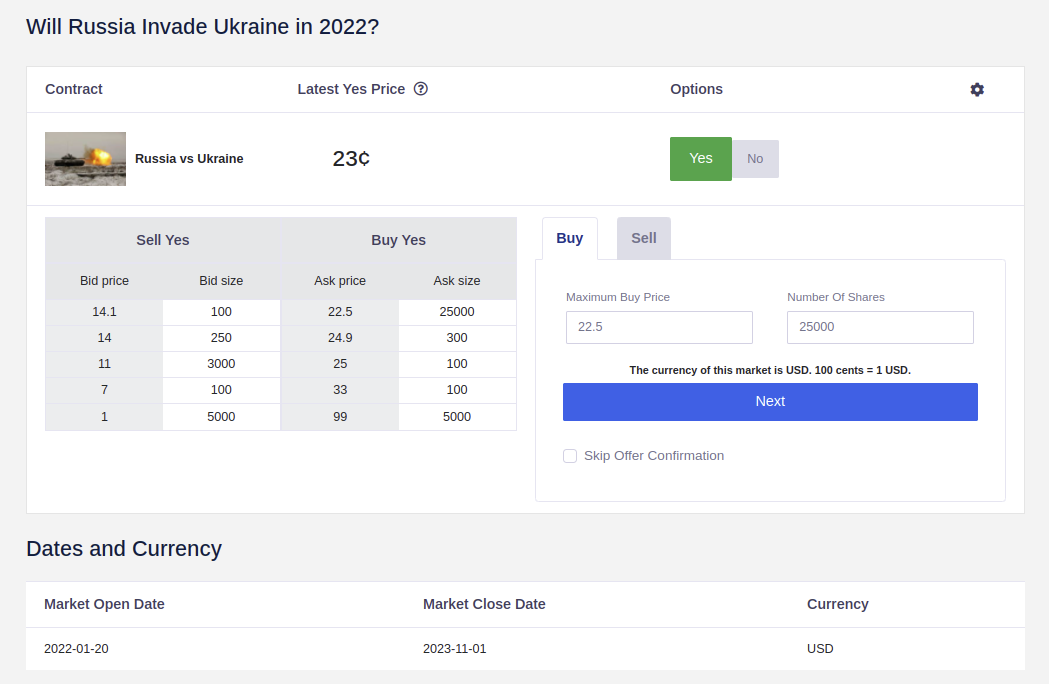 Will Russia Invade Ukraine in 2022?
Contract Latest Yes Price ? Options
Russia vs Ukraine 23¢ Yes No
Sell Yes Buy Yes
Bid price Bid size Ask price Ask size
14.1 100 22.5 25000
14 250 24.9 300
11 3000 25 100
7 100 33 100
1 5000 99 5000
Buy Sell
Maximum Buy Price Number Of Shares
22.5 25000
The currency of this market is USD. 100 cents = 1 USD.
Next
Skip Offer Confirmation
Dates and Currency
Market Open Date Market Close Date Currency
2022-01-20 2023-11-01 USD